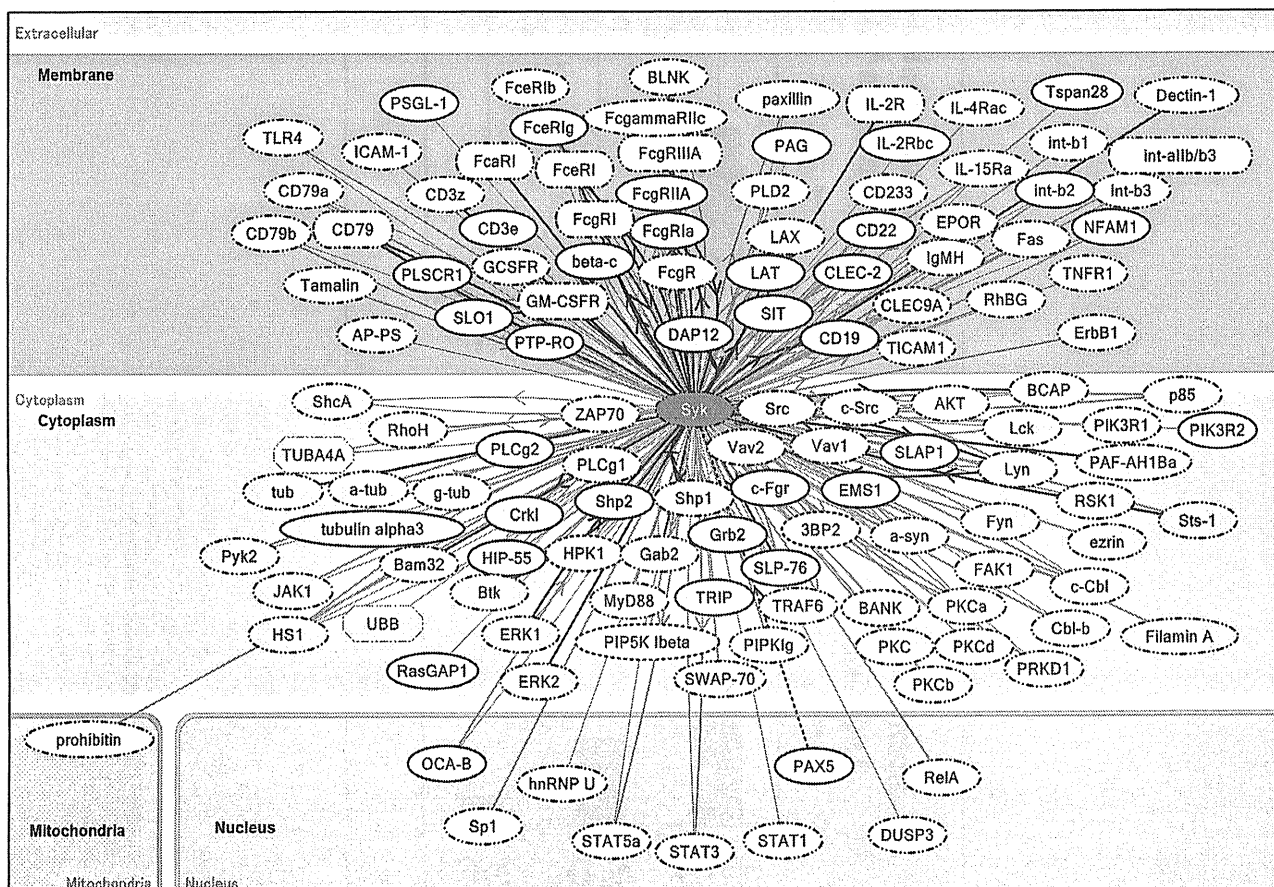 Extracellular
Membrane
FceRIb
BLNK
PSGL-1
paxillin
IL-2R
IL-4Rac
Tspan28
Dectin-1
TLR4
FceRIg
FcgammaRIIc
ICAM-1
FcaRI
FceRI
FcgRIIIA
PAG
IL-2Rbc
int-b1
int-aIIb/b3
CD79a
CD3z
FcgRIIA
PLD2
CD233
IL-15Ra
int-b2
int-b3
CD79b
CD79
CD3e
FcgRI
FcgRIa
LAX
CD22
EPOR
Fas
NFAM1
PLSCR1
GCSFR
beta-c
FcgR
LAT
CLEC-2
IgMH
TNFR1
Tamalin
GM-CSFR
CLEC9A
RhBG
SLO1
SIT
AP-PS
PTP-RO
DAP12
CD19
TICAM1
ErbB1
Cytoplasm
Cytoplasm
ShcA
ZAP70
Syk
Src
c-Src
AKT
BCAP
p85
RhoH
Lck
PIK3R1
PIK3R2
TUBA4A
PLCg2
PLCg1
Vav2
Vav1
SLAP1
Lyn
PAF-AH1Ba
tub
a-tub
g-tub
Shp2
Shp1
c-Fgr
EMS1
RSK1
Sts-1
tubulin alpha3
Crkl
Grb2
3BP2
a-syn
Fyn
ezrin
Pyk2
Bam32
HIP-55
HPK1
Gab2
SLP-76
FAK1
c-Cbl
JAK1
Btk
MyD88
TRIP
TRAF6
BANK
PKCa
HS1
UBB
ERK1
PIP5K Ibeta
PIPKIg
PKC
PKCd
Cbl-b
Filamin A
RasGAP1
ERK2
SWAP-70
PKCb
PRKD1
prohibitin
OCA-B
hnRNP U
PAX5
RelA
Mitochondria
Nucleus
Sp1
STAT5a
STAT3
STAT1
DUSP3
Mitochondria
Nucleus